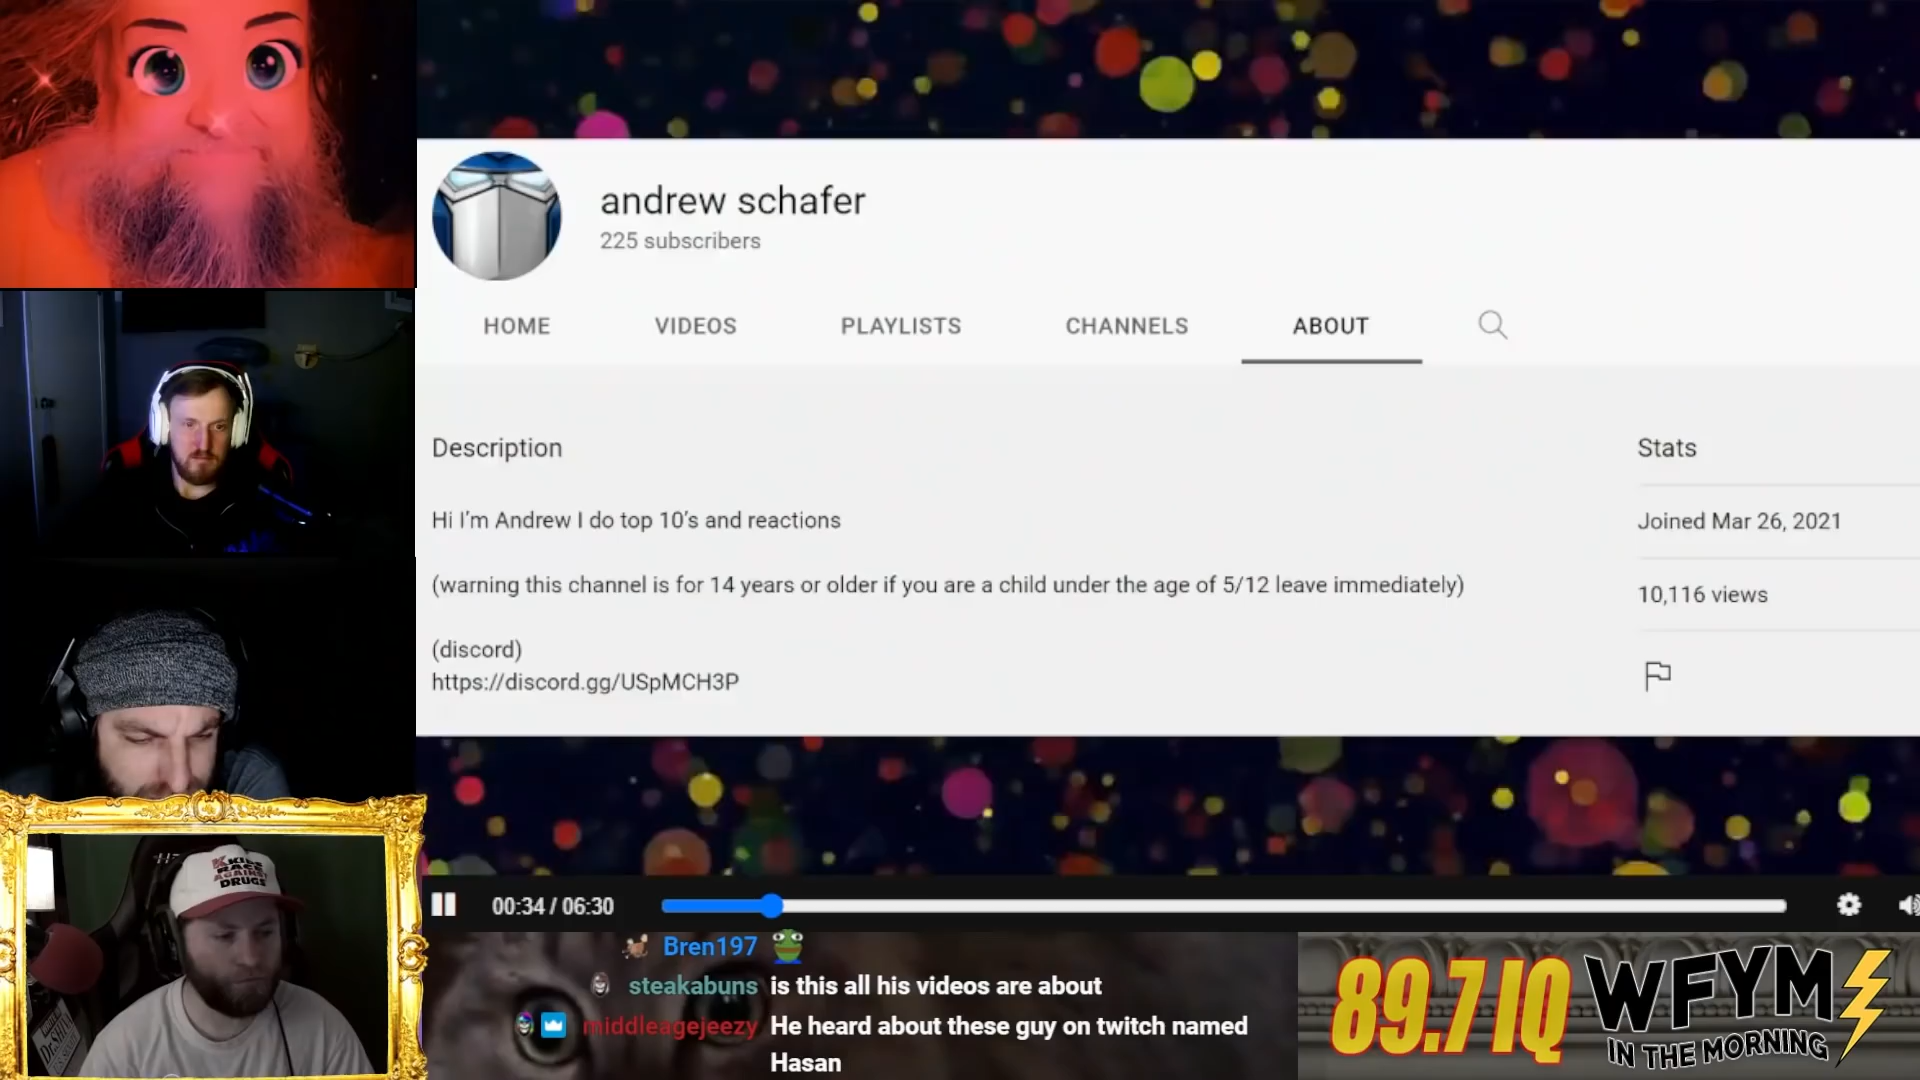 andrew schafer
225 subscribers
HOME
VIDEOS
PLAYLISTS
CHANNELS
ABOUT
Description
Stats
Hi I'm Andrew I do top 10's and reactions
Joined Mar 26, 2021
(warning this channel is for 14 years or older if you are a child under the age of 5/12 leave immediately)
10,116 views
(discord)
https://discord.gg/USpMCH3P
00:34 / 06:30
Bren197
steakabuns is this all his videos are about
middleagejeezy He heard about these guy on twitch named
Hasan
AGAINST
DRUGS
89.7 IQ WFYM
IN THE MORNING